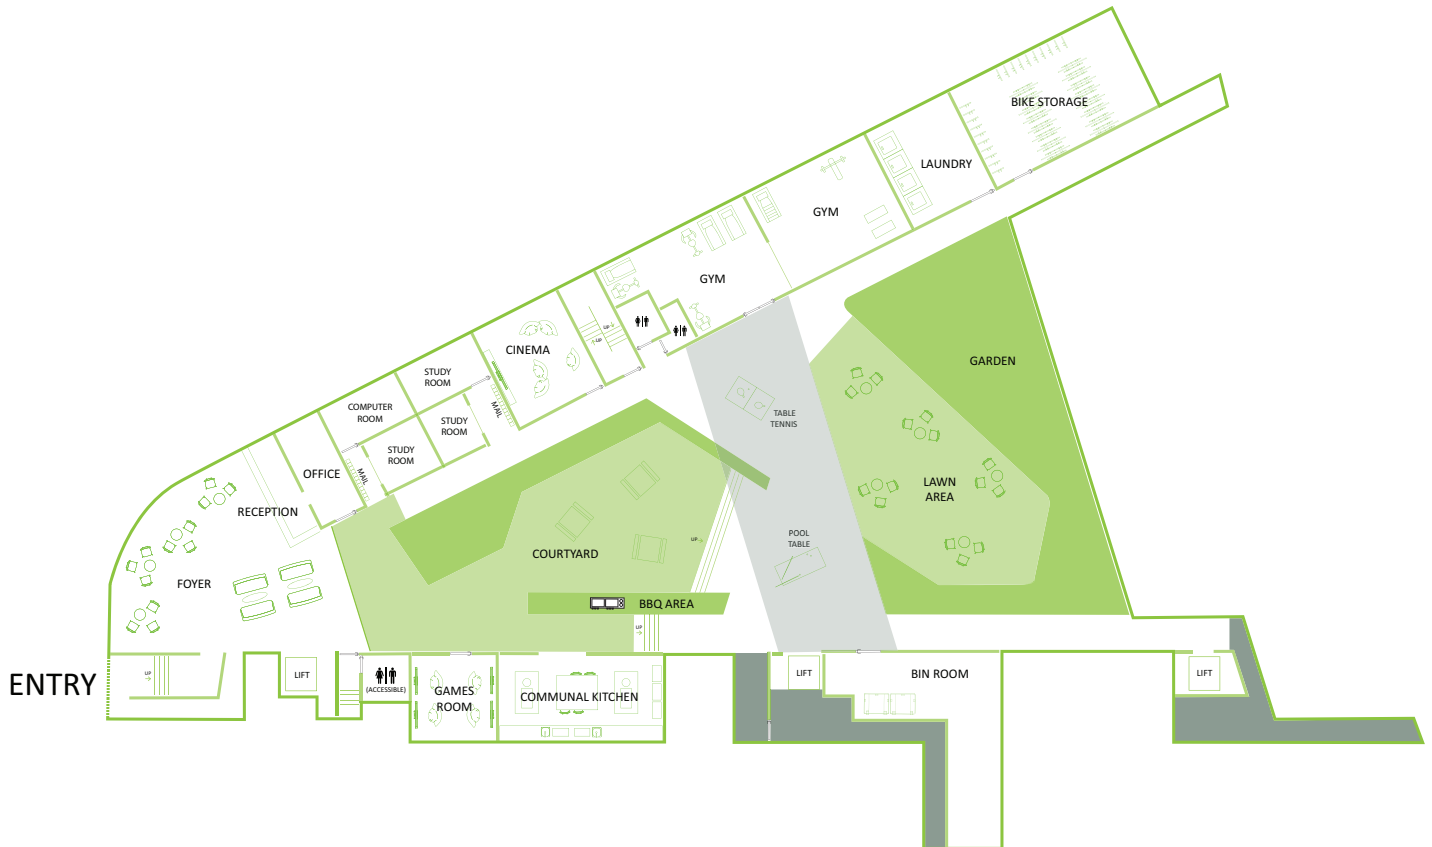 BIKE STORAGE
LAUNDRY
GYM
GYM
UP
UP
CINEMA
STUDY
ROOM
MAIL
COMPUTER
ROOM
STUDY
ROOM
STUDY
ROOM
MAIL
OFFICE
RECEPTION
FOYER
GARDEN
TABLE
TENNIS
LAWN
AREA
POOL
TABLE
UP
COURTYARD
BBQ AREA
UP
ENTRY
UP
LIFT
(ACCESSIBLE)
GAMES
ROOM
COMMUNAL KITCHEN
LIFT
BIN ROOM
LIFT